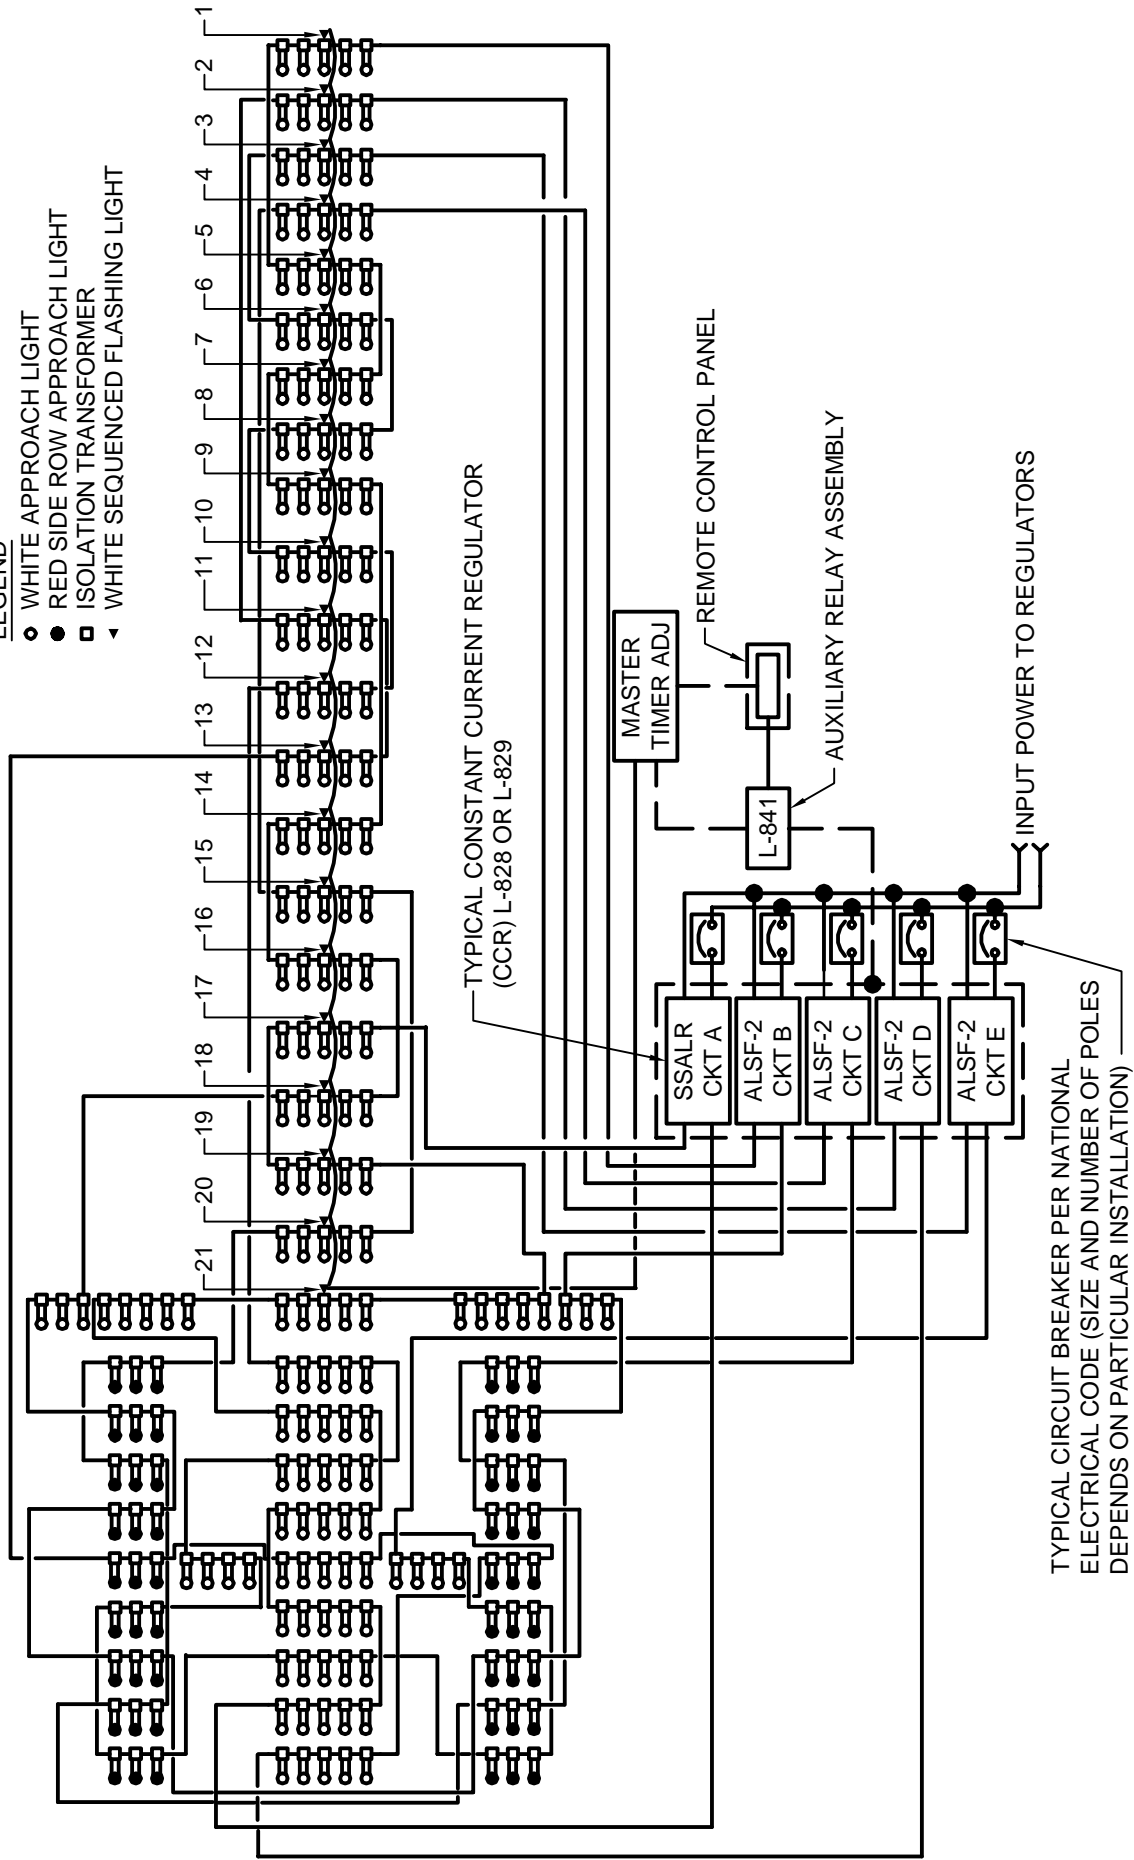 LEGEND
WHITE APPROACH LIGHT
RED SIDE ROW APPROACH LIGHT
ISOLATION TRANSFORMER
WHITE SEQUENCED FLASHING LIGHT
21
20
19
18
17
16
15
14
13
12
11
10
9
8
7
6
5
4
3
2
1
TYPICAL CONSTANT CURRENT REGULATOR
(CCR) L-828 OR L-829
MASTER
TIMER ADJ
REMOTE CONTROL PANEL
L-841
AUXILIARY RELAY ASSEMBLY
SSALR
CKT A
ALSF-2
CKT B
ALSF-2
CKT C
ALSF-2
CKT D
ALSF-2
CKT E
INPUT POWER TO REGULATORS
TYPICAL CIRCUIT BREAKER PER NATIONAL
ELECTRICAL CODE (SIZE AND NUMBER OF POLES
DEPENDS ON PARTICULAR INSTALLATION)